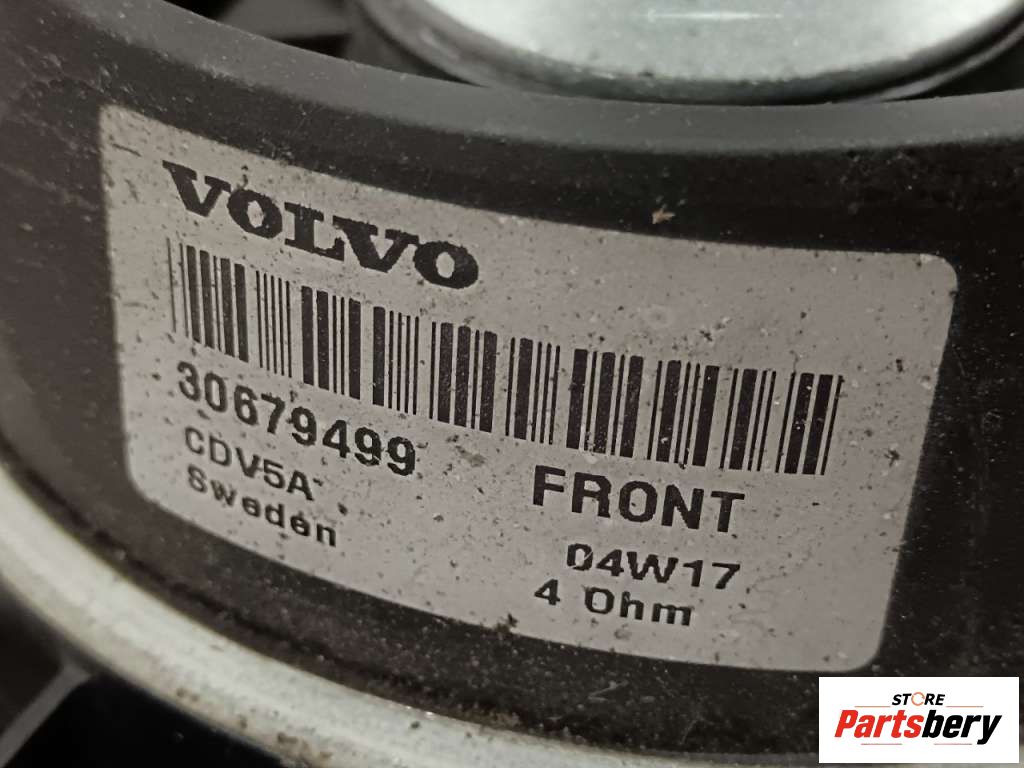 VOLVO
30679499
CDV5A
Sweden
FRONT
04W17
4 Ohm
STORE
Partsbery